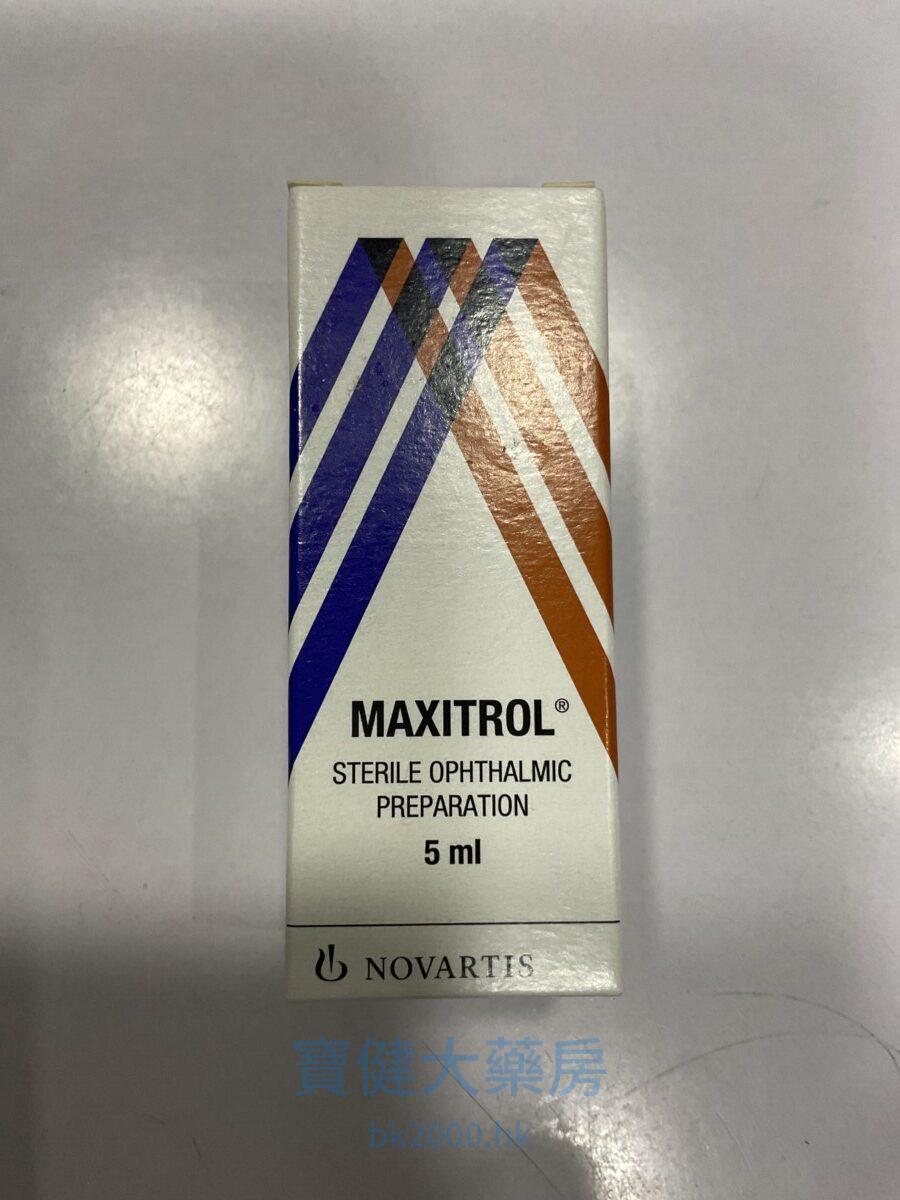 MAXITROL®
STERILE OPHTHALMIC
PREPARATION
5 ml
NOVARTIS
寶健大藥房
bk2000.hk